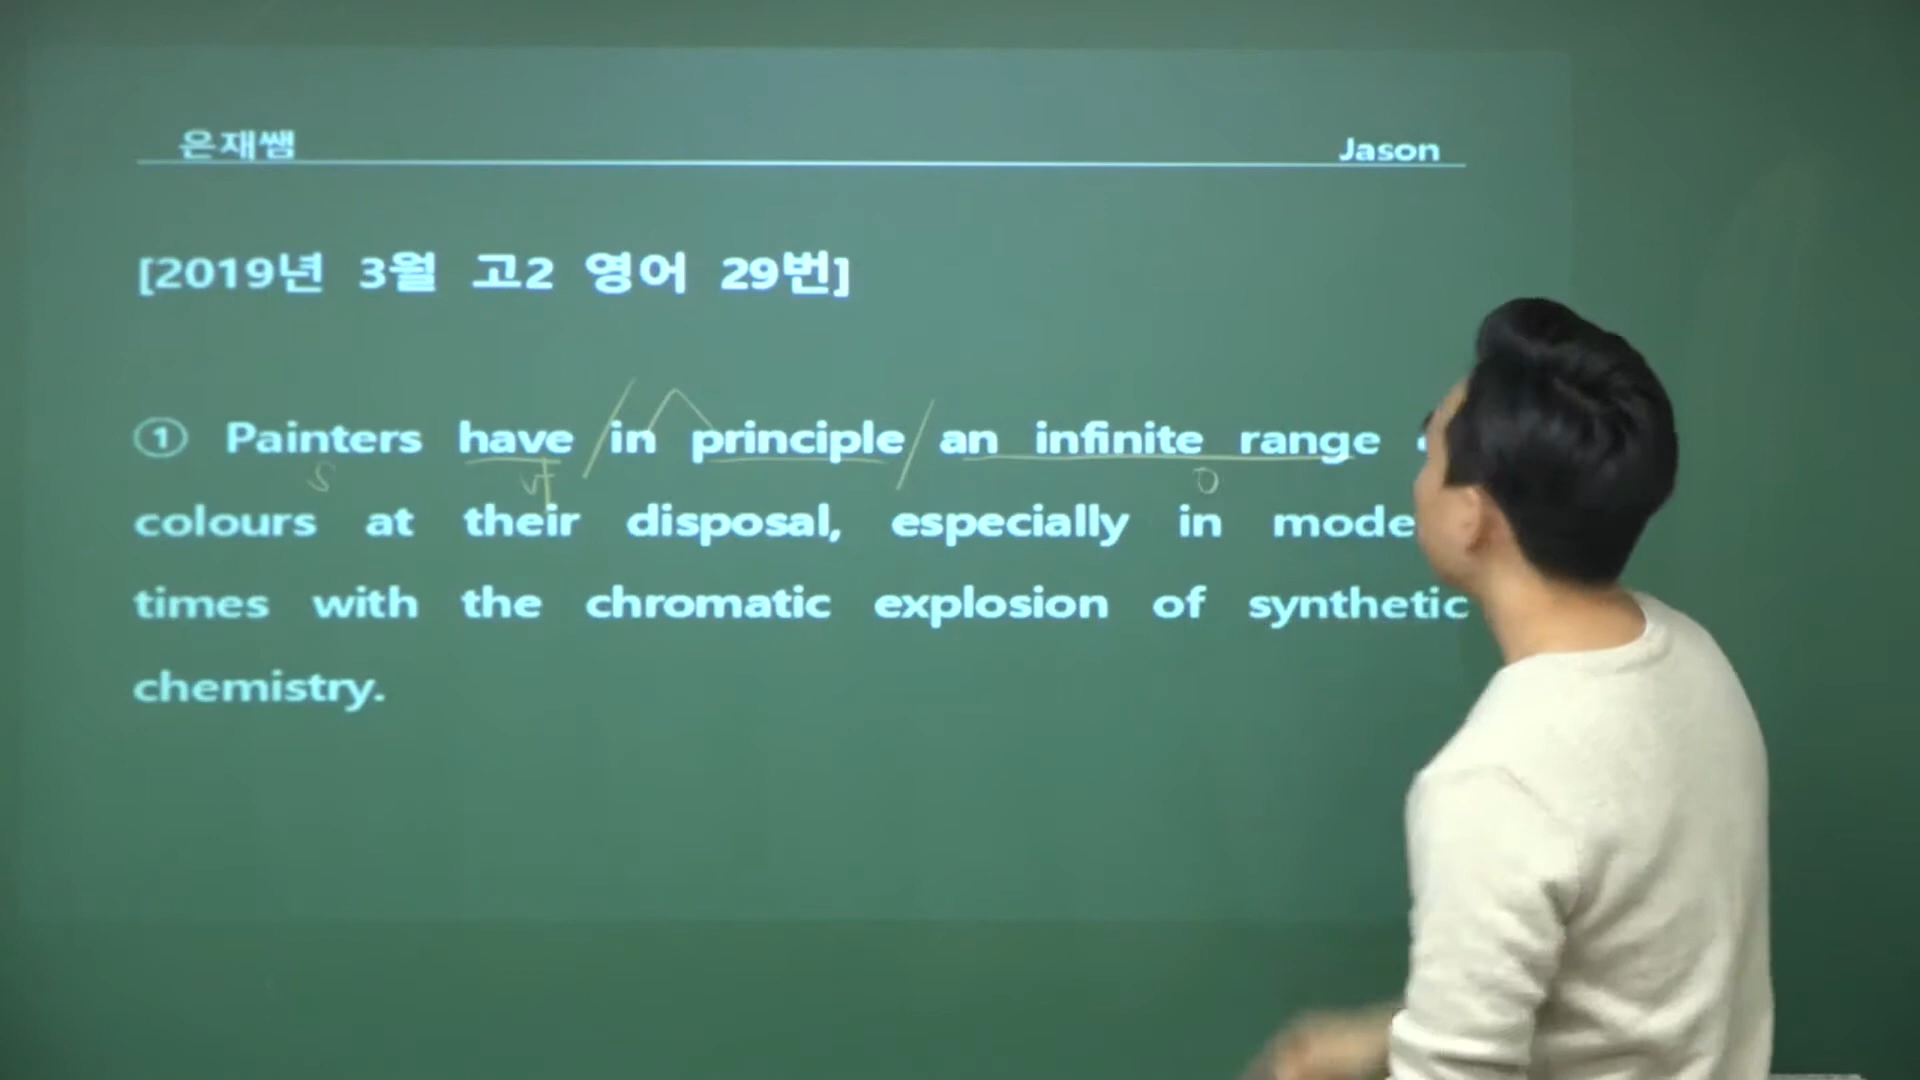 은재쌤 Jason
[2019년 3월 고2 영어 29번]
① Painters have in principle an infinite range
S vt O
colours at their disposal, especially in mode
times with the chromatic explosion of synthetic
chemistry.